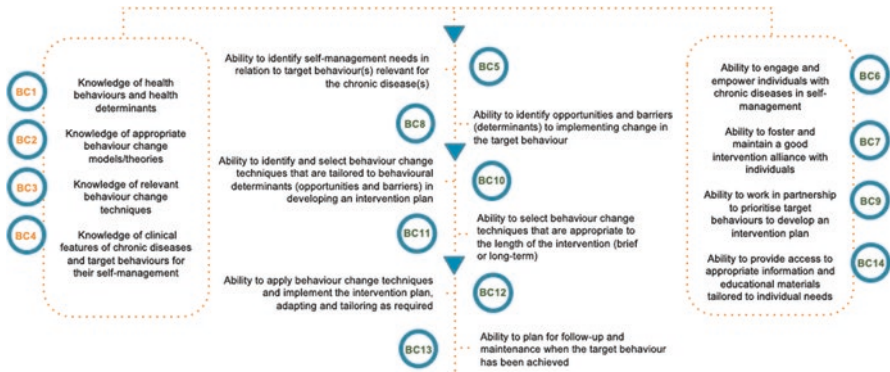 BC1
Knowledge of health
behaviours and health
determinants
BC2
Knowledge of appropriate
behaviour change
models/theories
BC3
Knowledge of relevant
behaviour change
techniques
BC4
Knowledge of clinical
features of chronic diseases
and target behaviours for
their self-management
Ability to identify self-management needs in
relation to target behaviour(s) relevant for
the chronic disease(s)
BC5
BC8
Ability to identify opportunities and barriers
(determinants) to implementing change in
the target behaviour
Ability to identify and select behaviour change
techniques that are tailored to behavioural
determinants (opportunities and barriers) in
developing an intervention plan
BC10
BC11
Ability to select behaviour change
techniques that are appropriate to
the length of the intervention (brief
or long-term)
Ability to apply behaviour change techniques
and implement the intervention plan,
adapting and tailoring as required
BC12
BC13
Ability to plan for follow-up and
maintenance when the target behaviour
has been achieved
Ability to engage and
empower individuals with
chronic diseases in self-
management
BC6
Ability to foster and
maintain a good
intervention alliance with
individuals
BC7
Ability to work in partnership
to prioritise target
behaviours to develop an
intervention plan
BC9
Ability to provide access to
appropriate information and
educational materials
tailored to individual needs
BC14